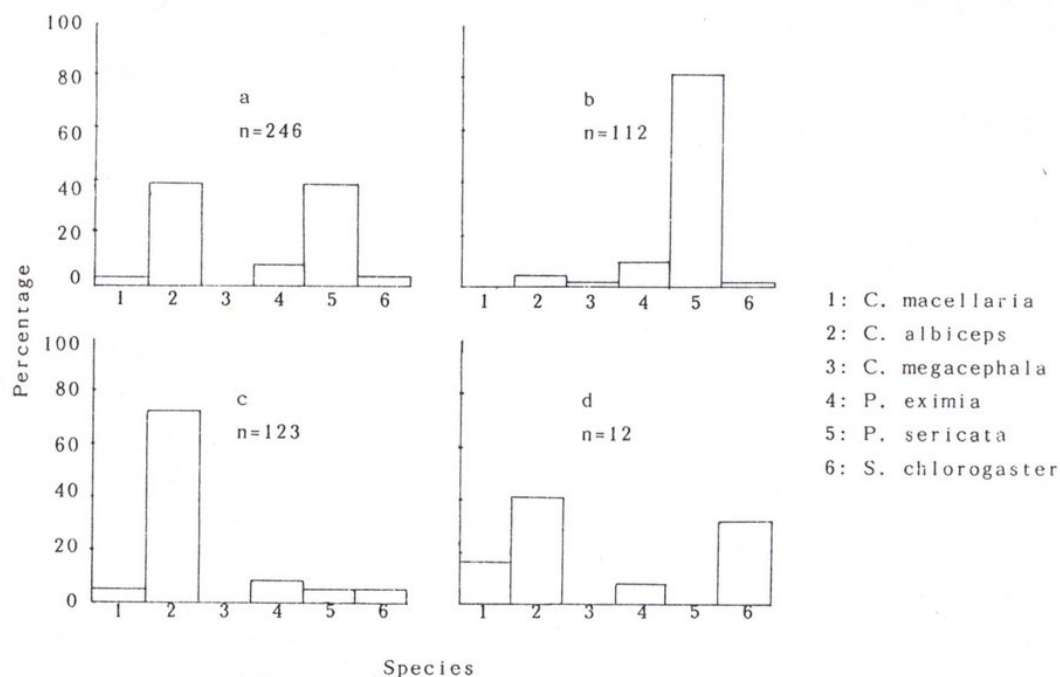 Percentage
100
80
60
40
20
0
a
n=246
1 2 3 4 5 6
b
n=112
1 2 3 4 5 6
100
80
60
40
20
0
c
n=123
1 2 3 4 5 6
d
n=12
1 2 3 4 5 6
Species
1: C. macellaria
2: C. albiceps
3: C. megacephala
4: P. eximia
5: P. sericata
6: S. chlorogaster